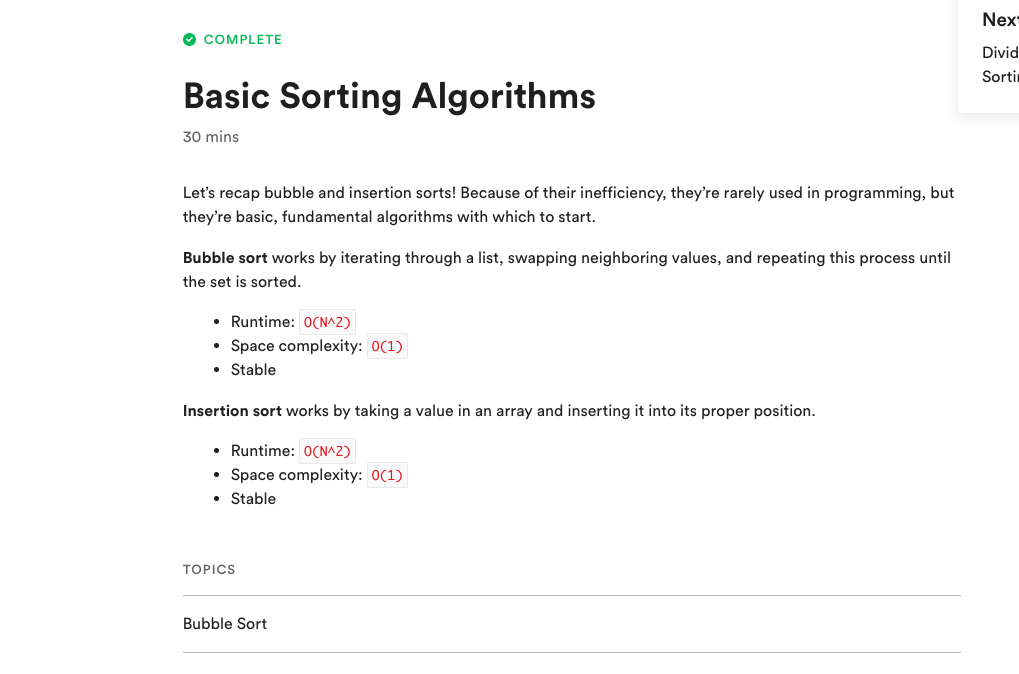 COMPLETE
Basic Sorting Algorithms
30 mins
Let’s recap bubble and insertion sorts! Because of their inefficiency, they’re rarely used in programming, but
they’re basic, fundamental algorithms with which to start.
Bubble sort works by iterating through a list, swapping neighboring values, and repeating this process until
the set is sorted.
• Runtime: O(N^2)
• Space complexity: O(1)
• Stable
Insertion sort works by taking a value in an array and inserting it into its proper position.
• Runtime: O(N^2)
• Space complexity: O(1)
• Stable
TOPICS
Bubble Sort
Next